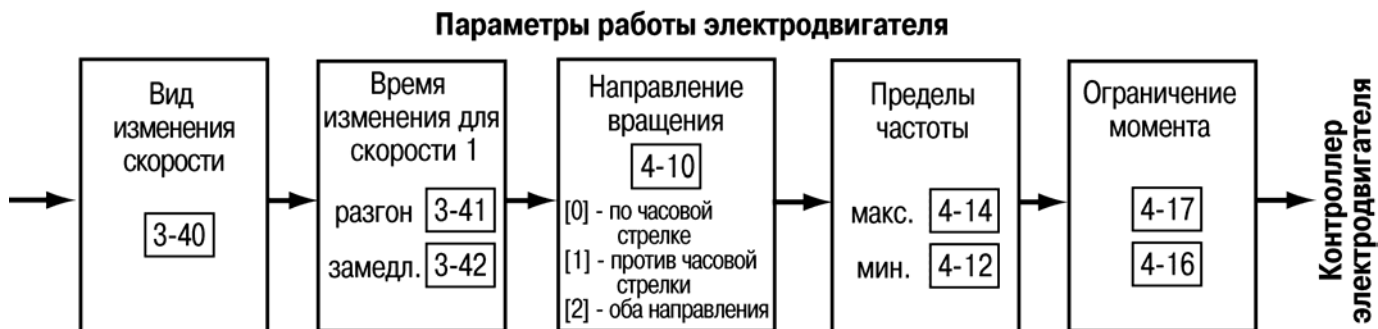 Параметры работы электродвигателя
Вид
изменения
скорости
3-40
Время
изменения для
скорости 1
разгон 3-41
замедл. 3-42
Направление
вращения
4-10
[0] - по часовой
стрелке
[1] - против часовой
стрелки
[2] - оба направления
Пределы
частоты
макс. 4-14
мин. 4-12
Ограничение
момента
4-17
4-16
Контроллер
электродвигателя